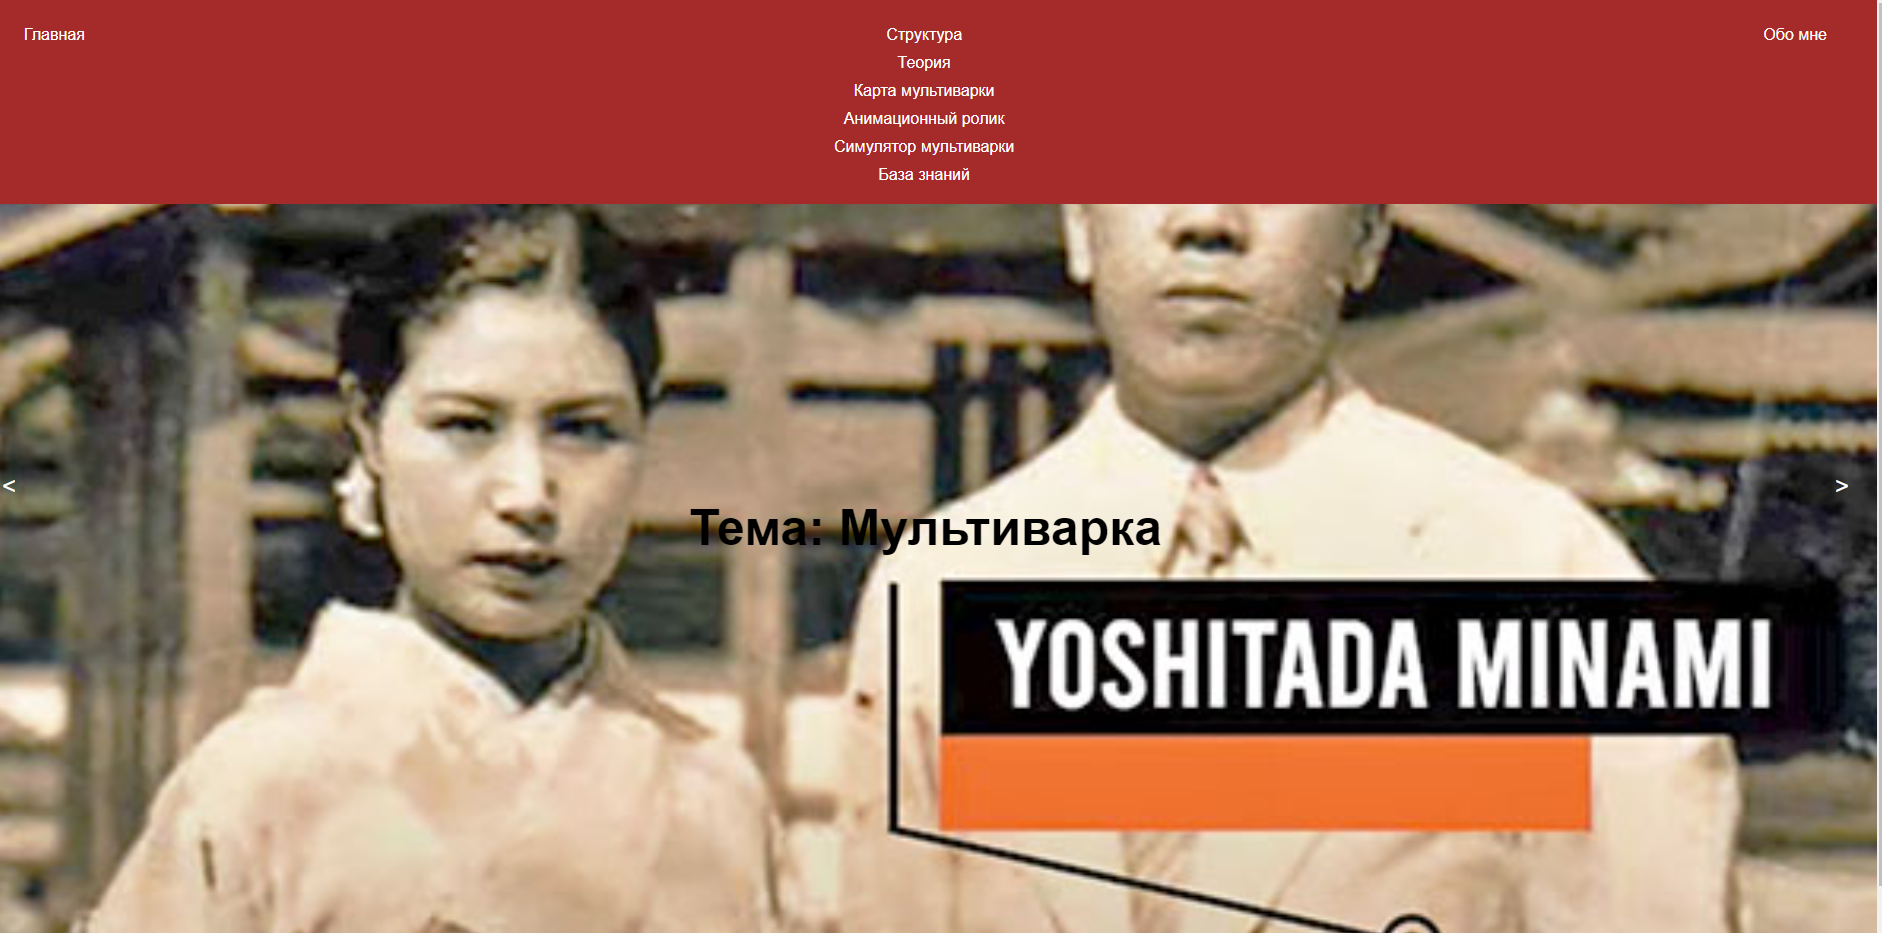 Главная Структура Обо мне
Теория
Карта мультиварки
Анимационный ролик
Симулятор мультиварки
База знаний
< >
Тема: Мультиварка
YOSHITADA MINAMI